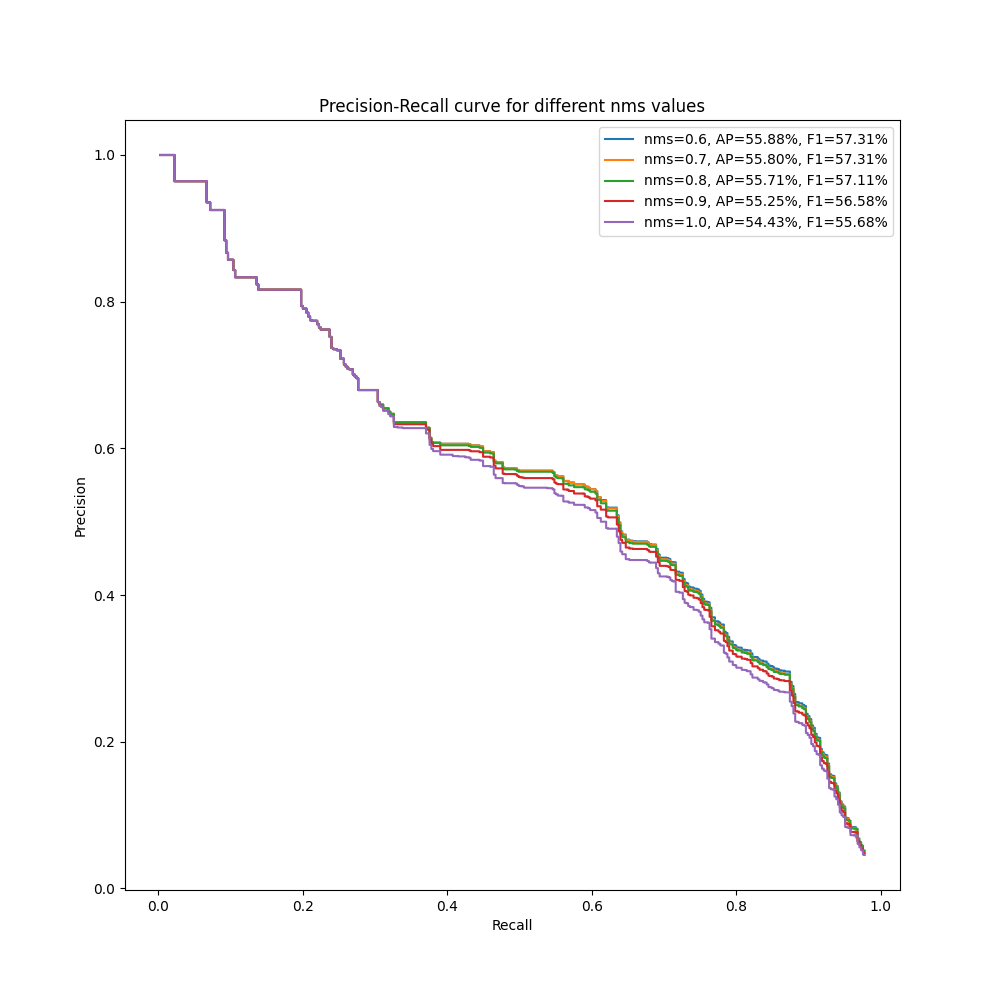 Precision-Recall curve for different nms values
nms=0.6, AP=55.88%, F1=57.31%
nms=0.7, AP=55.80%, F1=57.31%
nms=0.8, AP=55.71%, F1=57.11%
nms=0.9, AP=55.25%, F1=56.58%
nms=1.0, AP=54.43%, F1=55.68%
Precision
1.0
0.8
0.6
0.4
0.2
0.0
0.0 0.2 0.4 0.6 0.8 1.0
Recall